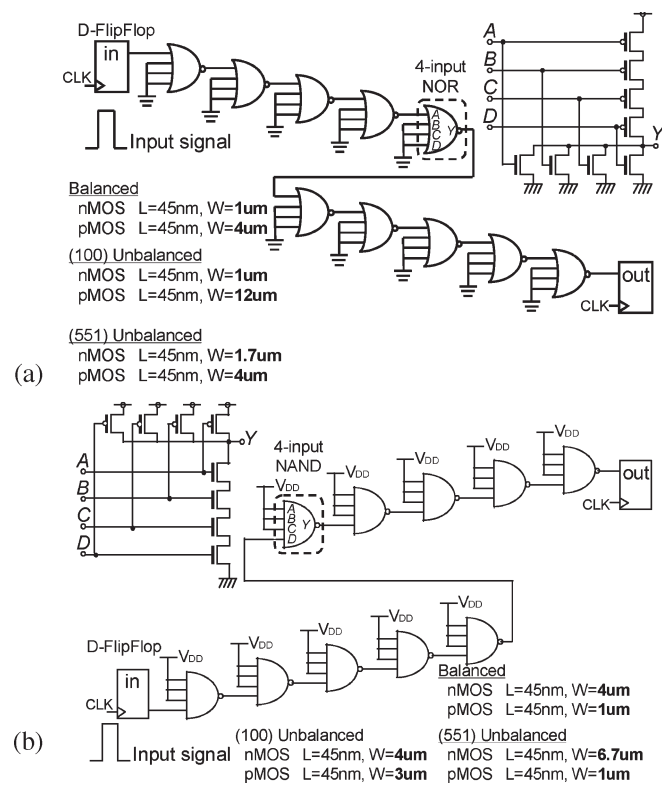 D-FlipFlop
in
CLK
Input signal
4-input
NOR
A
B
C
D
Y
A
B
C
D
Y
Balanced
nMOS L=45nm, W=1um
pMOS L=45nm, W=4um
(100) Unbalanced
nMOS L=45nm, W=1um
pMOS L=45nm, W=12um
(551) Unbalanced
nMOS L=45nm, W=1.7um
pMOS L=45nm, W=4um
out
CLK
(a)
A
B
C
D
Y
4-input
NAND
VDD
A
B
C
D
Y
VDD
VDD
VDD
VDD
out
CLK
D-FlipFlop
in
CLK
Input signal
VDD
VDD
VDD
VDD
VDD
Balanced
nMOS L=45nm, W=4um
pMOS L=45nm, W=1um
(b)
(100) Unbalanced
nMOS L=45nm, W=4um
pMOS L=45nm, W=3um
(551) Unbalanced
nMOS L=45nm, W=6.7um
pMOS L=45nm, W=1um